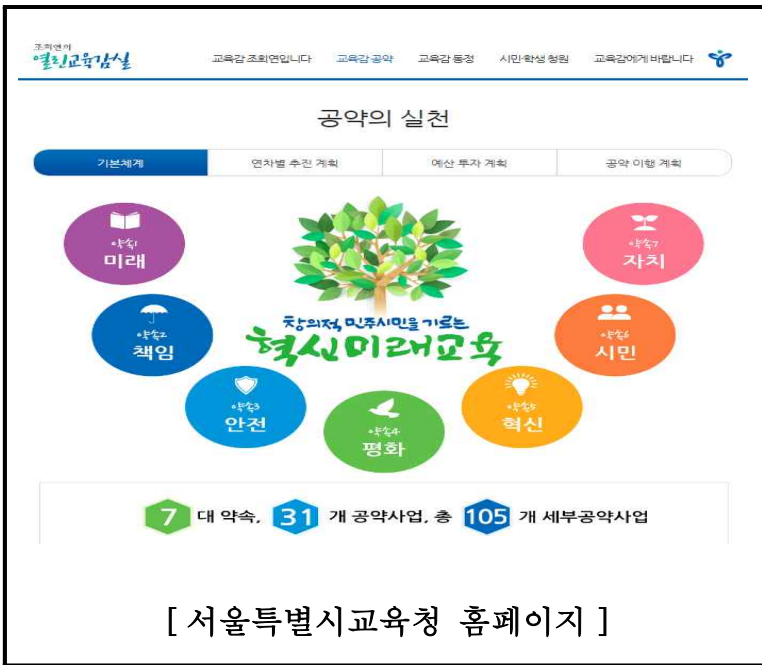 조희연의
열린교육감실
교육감 조희연입니다 교육감 공약 교육감 동정 시민·학생 청원 교육감에게 바랍니다
공약의 실천
기본체계 연차별 추진 계획 예산 투자 계획 공약 이행 계획
약속1
미래
약속2
책임
약속3
안전
약속4
평화
약속5
혁신
약속6
시민
약속7
자치
창의적 민주시민을 기르는
혁신미래교육
7 대 약속, 31 개 공약사업, 총 105 개 세부공약사업
[ 서울특별시교육청 홈페이지 ]